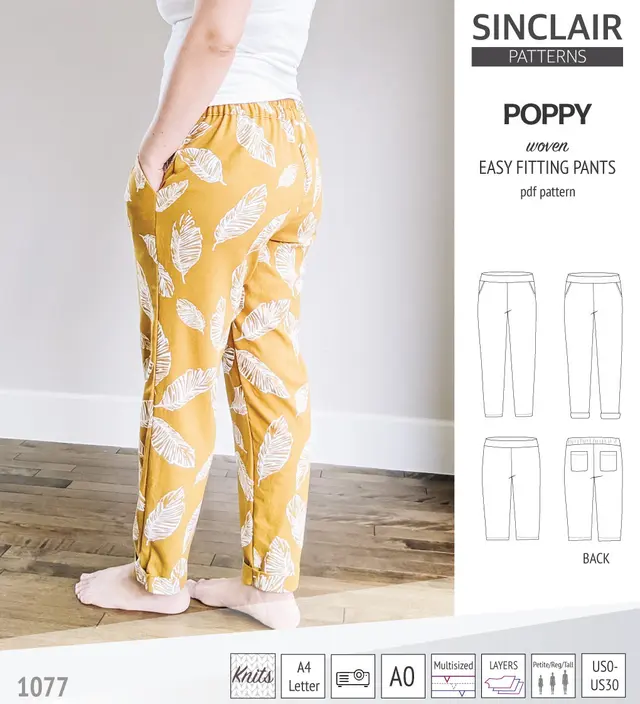 SINCLAIR
PATTERNS
POPPY
woven
EASY FITTING PANTS
pdf pattern
BACK
1077
Knits
A4
Letter
A0
Multisized
LAYERS
Petite/Reg/Tall
US0-
US30